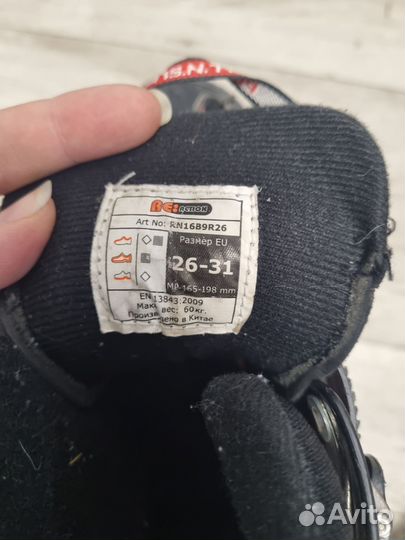 S.N.
RE:ACTION
Art No: RN1689R26
Размер EU
26-31
MP 165-198 mm
EN 13843:2009
Макс вес: 60кг.
Произведено в Китае
Avito